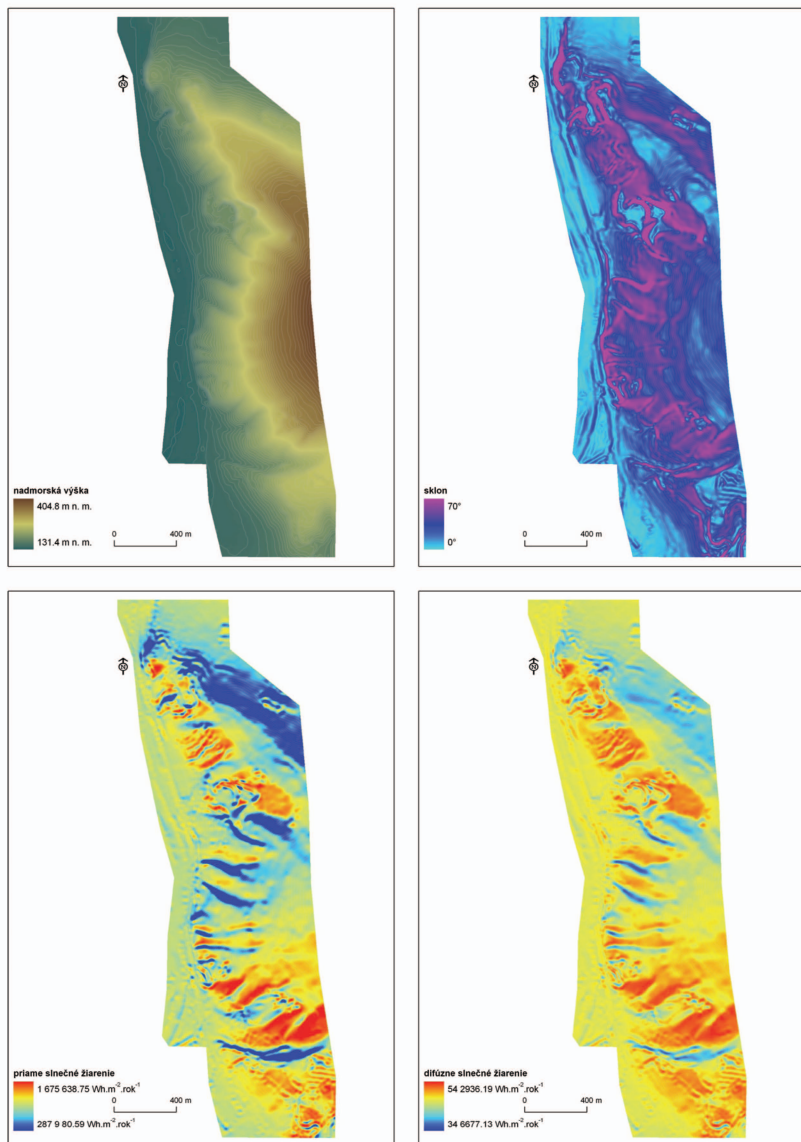 N
nadmorská výška
404.8 m n. m.
131.4 m n. m.
0 400 m
N
sklon
70°
0°
0 400 m
N
priame slnečné žiarenie
1 675 638.75 Wh.m⁻².rok⁻¹
287 9 80.59 Wh.m⁻².rok⁻¹
0 400 m
N
difúzne slnečné žiarenie
54 2936.19 Wh.m⁻².rok⁻¹
34 6677.13 Wh.m⁻².rok⁻¹
0 400 m